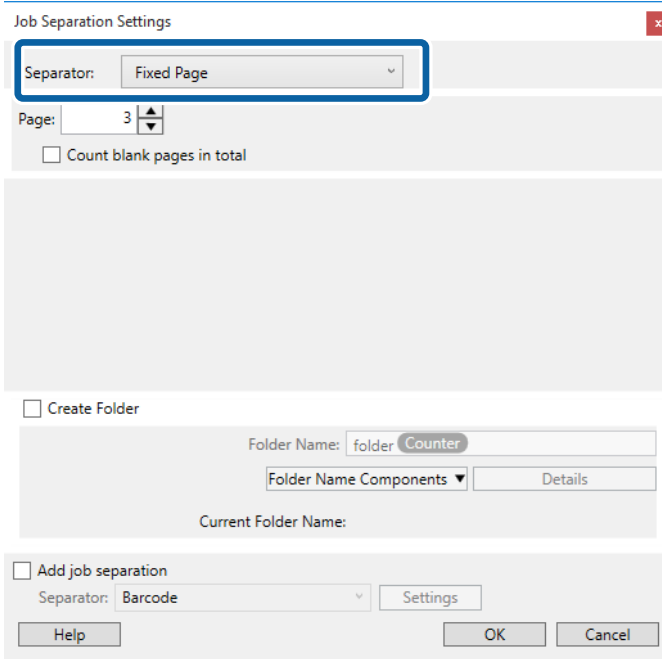 Job Separation Settings
x
Separator: Fixed Page
Page: 3
Count blank pages in total
Create Folder
Folder Name: folder Counter
Folder Name Components ▼ Details
Current Folder Name:
Add job separation
Separator: Barcode Settings
Help OK Cancel